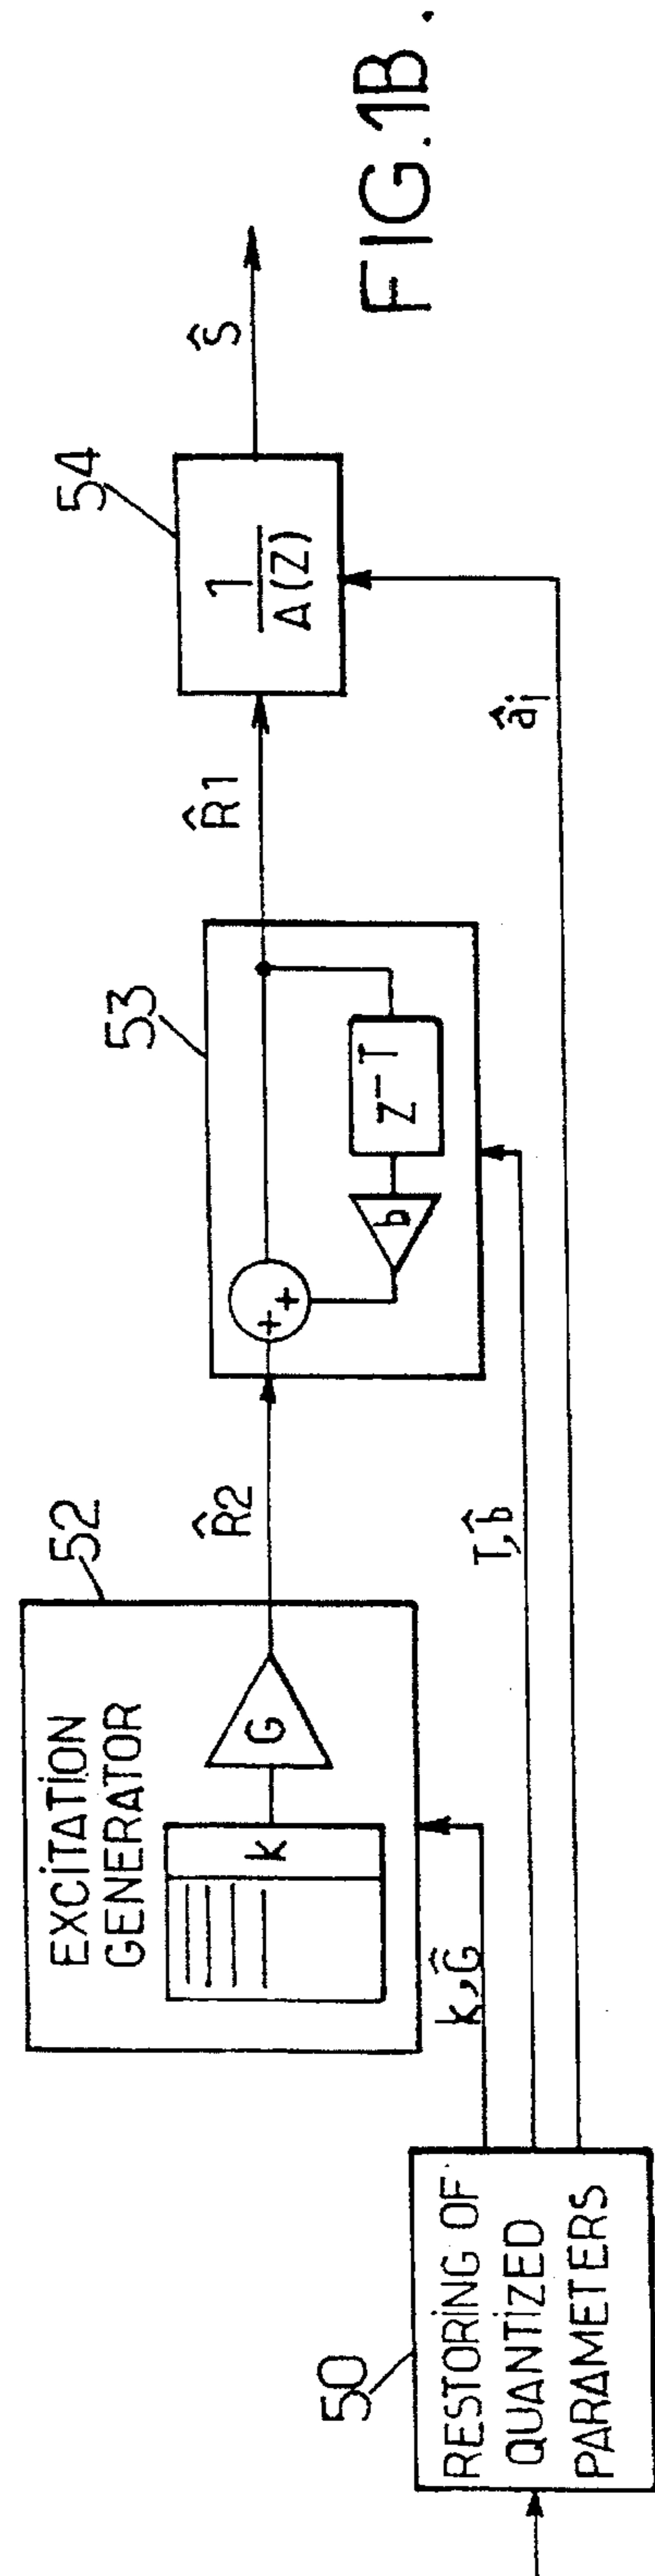 50
RESTORING OF
QUANTIZED
PARAMETERS
k,Ĝ
T,b̂
âi
52
EXCITATION
GENERATOR
k
G
R̂2
53
+
+
b
Z⁻ᵀ
R̂1
54
1
A(Z)
Ŝ
FIG.1B.